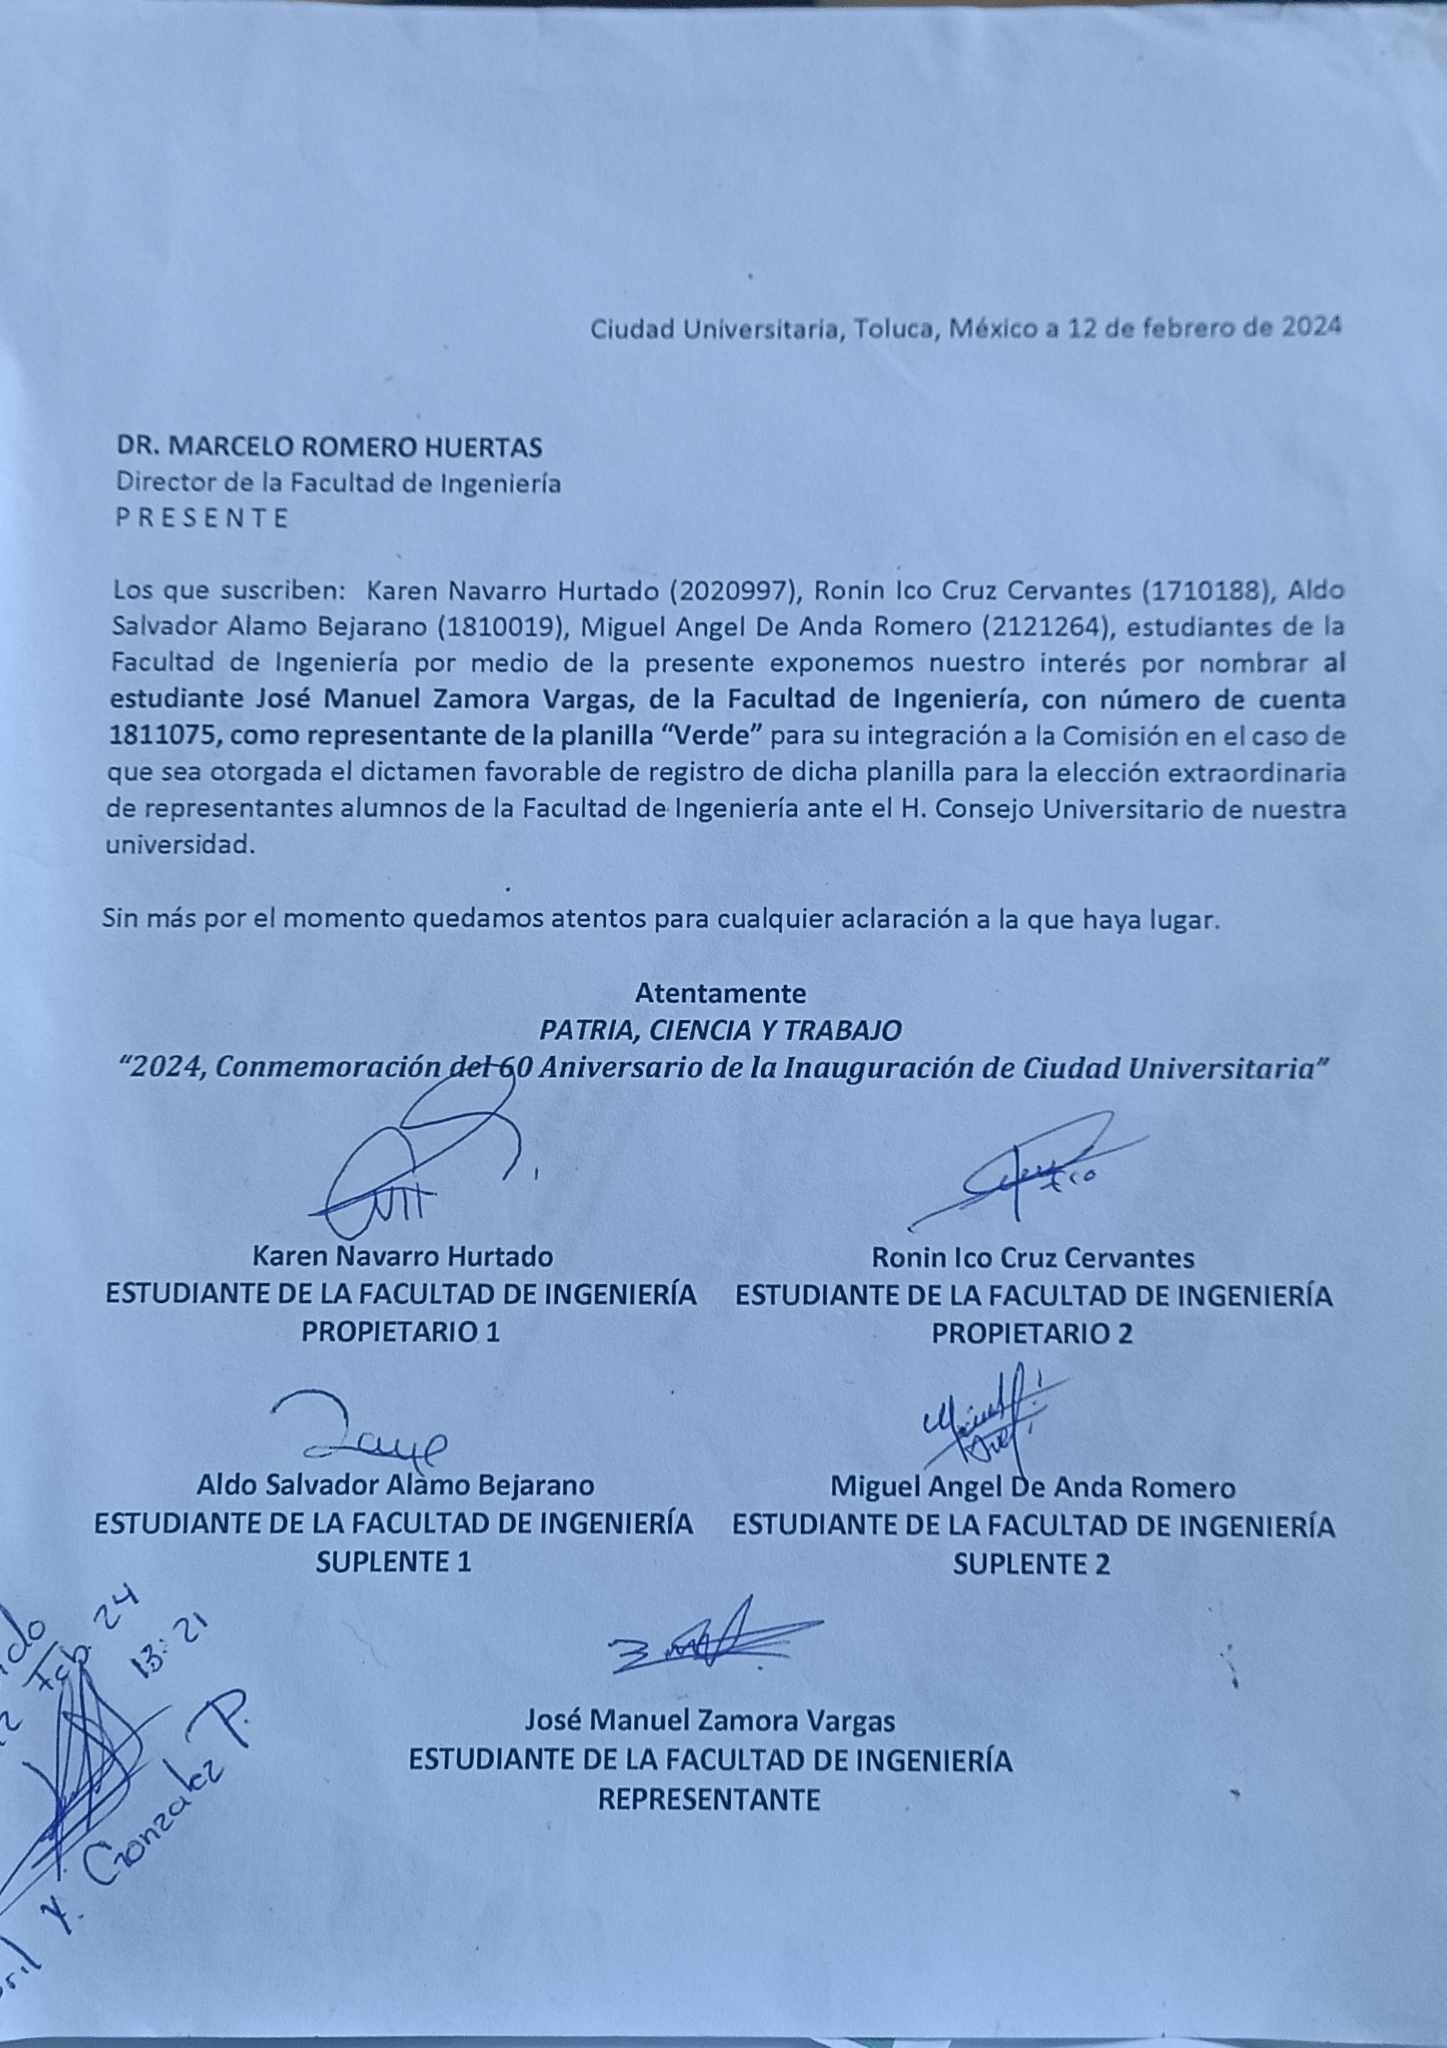 Ciudad Universitaria, Toluca, México a 12 de febrero de 2024
DR. MARCELO ROMERO HUERTAS
Director de la Facultad de Ingeniería
P R E S E N T E
Los que suscriben: Karen Navarro Hurtado (2020997), Ronin Ico Cruz Cervantes (1710188), Aldo
Salvador Alamo Bejarano (1810019), Miguel Angel De Anda Romero (2121264), estudiantes de la
Facultad de Ingeniería por medio de la presente exponemos nuestro interés por nombrar al
estudiante José Manuel Zamora Vargas, de la Facultad de Ingeniería, con número de cuenta
1811075, como representante de la planilla “Verde” para su integración a la Comisión en el caso de
que sea otorgada el dictamen favorable de registro de dicha planilla para la elección extraordinaria
de representantes alumnos de la Facultad de Ingeniería ante el H. Consejo Universitario de nuestra
universidad.
Sin más por el momento quedamos atentos para cualquier aclaración a la que haya lugar.
Atentamente
PATRIA, CIENCIA Y TRABAJO
“2024, Conmemoración del 60 Aniversario de la Inauguración de Ciudad Universitaria”
Karen Navarro Hurtado
ESTUDIANTE DE LA FACULTAD DE INGENIERÍA
PROPIETARIO 1
Ronin Ico Cruz Cervantes
ESTUDIANTE DE LA FACULTAD DE INGENIERÍA
PROPIETARIO 2
Aldo Salvador Alamo Bejarano
ESTUDIANTE DE LA FACULTAD DE INGENIERÍA
SUPLENTE 1
Miguel Angel De Anda Romero
ESTUDIANTE DE LA FACULTAD DE INGENIERÍA
SUPLENTE 2
José Manuel Zamora Vargas
ESTUDIANTE DE LA FACULTAD DE INGENIERÍA
REPRESENTANTE
Feb 24
13:21
Y. Gonzalez P.